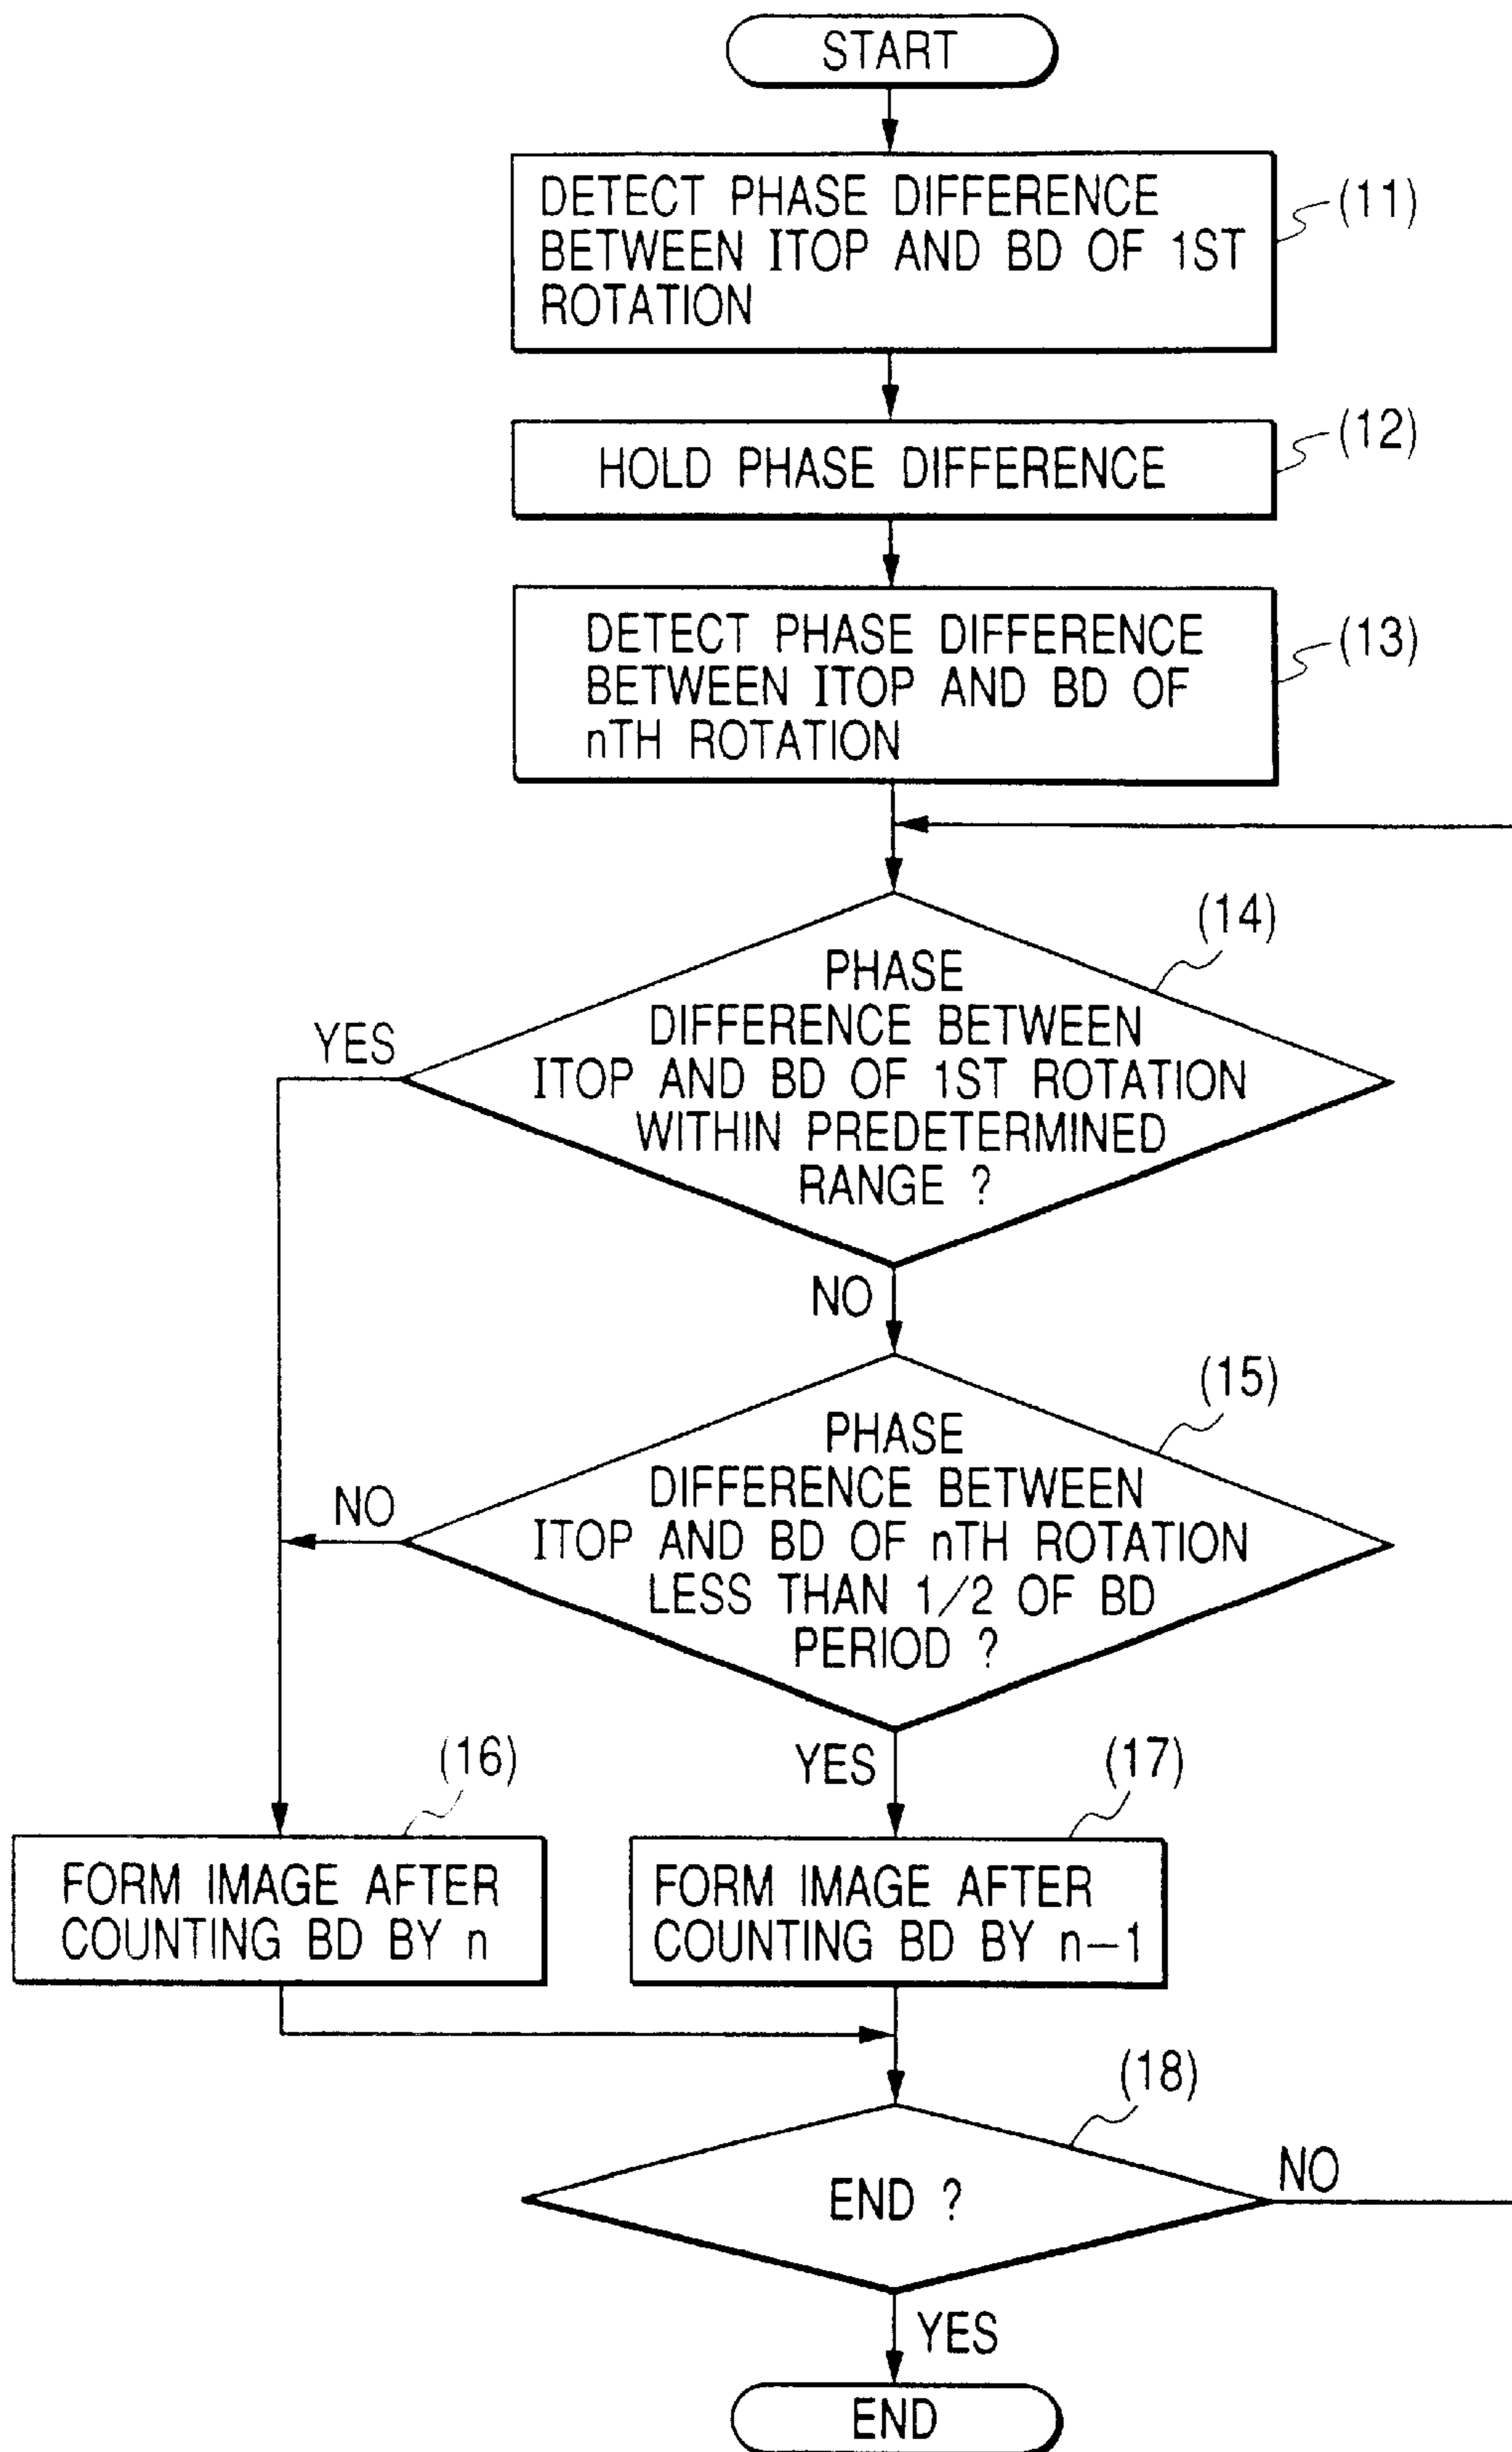 START
DETECT PHASE DIFFERENCE
BETWEEN ITOP AND BD OF 1ST
ROTATION
(11)
HOLD PHASE DIFFERENCE
(12)
DETECT PHASE DIFFERENCE
BETWEEN ITOP AND BD OF
nTH ROTATION
(13)
(14)
PHASE
DIFFERENCE BETWEEN
ITOP AND BD OF 1ST ROTATION
WITHIN PREDETERMINED
RANGE ?
YES
NO
(15)
PHASE
DIFFERENCE BETWEEN
ITOP AND BD OF nTH ROTATION
LESS THAN 1/2 OF BD
PERIOD ?
NO
YES
(16)
FORM IMAGE AFTER
COUNTING BD BY n
(17)
FORM IMAGE AFTER
COUNTING BD BY n−1
(18)
END ?
NO
YES
END